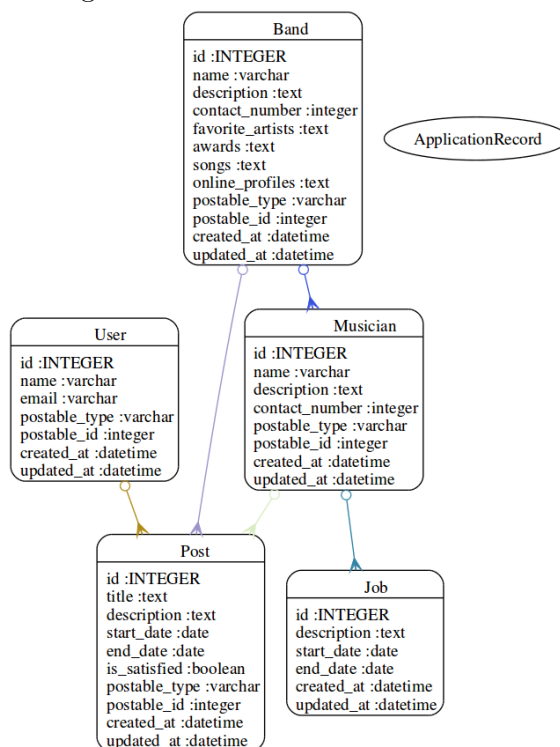 Band
id :INTEGER
name :varchar
description :text
contact_number :integer
favorite_artists :text
awards :text
songs :text
online_profiles :text
postable_type :varchar
postable_id :integer
created_at :datetime
updated_at :datetime
ApplicationRecord
User
id :INTEGER
name :varchar
email :varchar
postable_type :varchar
postable_id :integer
created_at :datetime
updated_at :datetime
Musician
id :INTEGER
name :varchar
description :text
contact_number :integer
postable_type :varchar
postable_id :integer
created_at :datetime
updated_at :datetime
Post
id :INTEGER
title :text
description :text
start_date :date
end_date :date
is_satisfied :boolean
postable_type :varchar
postable_id :integer
created_at :datetime
updated_at :datetime
Job
id :INTEGER
description :text
start_date :date
end_date :date
created_at :datetime
updated_at :datetime